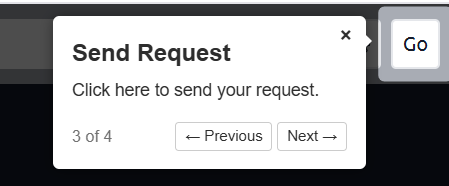 ×
Send Request
Go
Click here to send your request.
3 of 4
← Previous
Next →